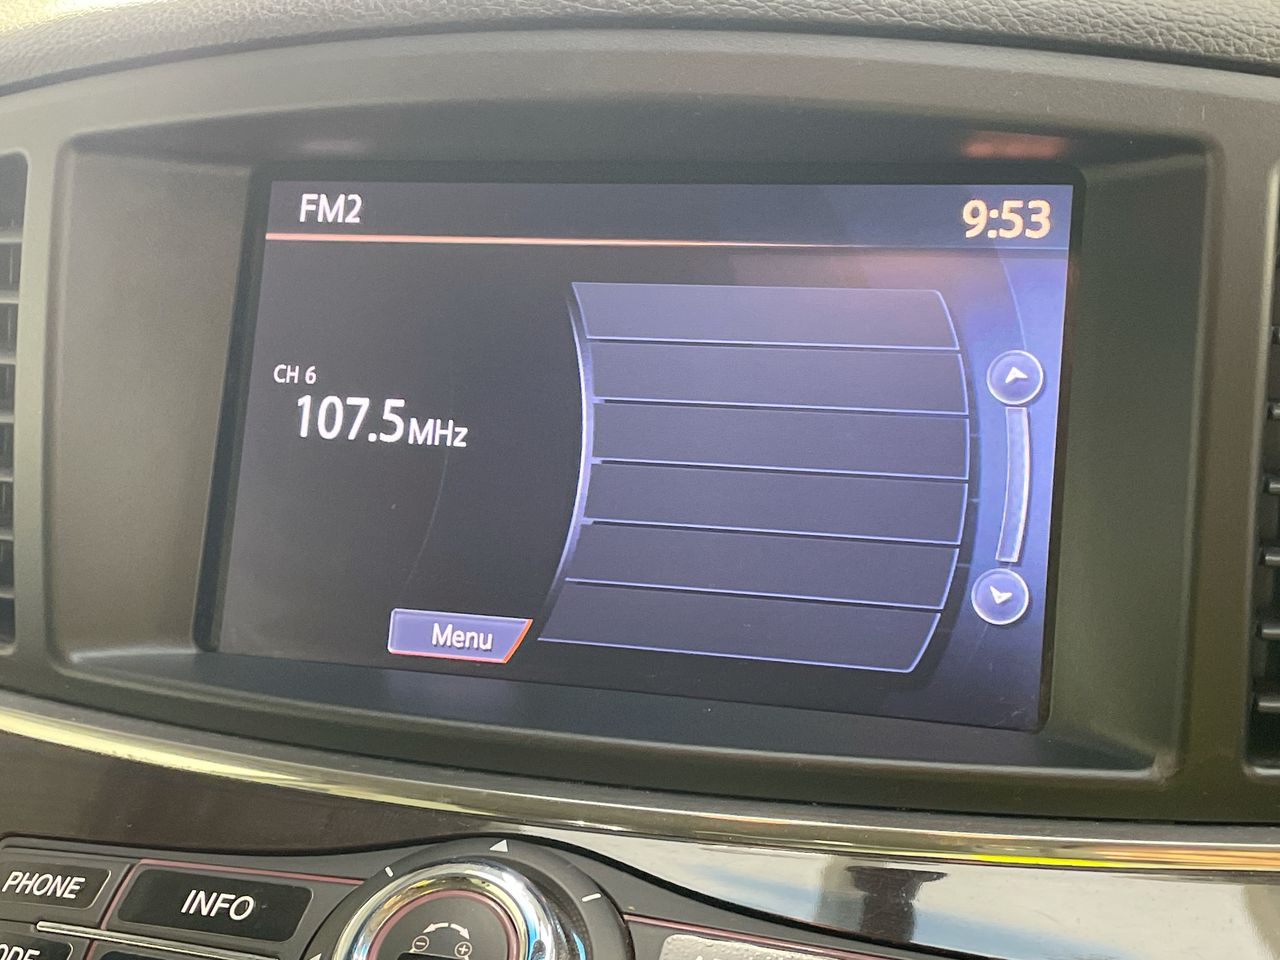 FM2
9:53
CH 6
107.5MHz
Menu
PHONE
INFO